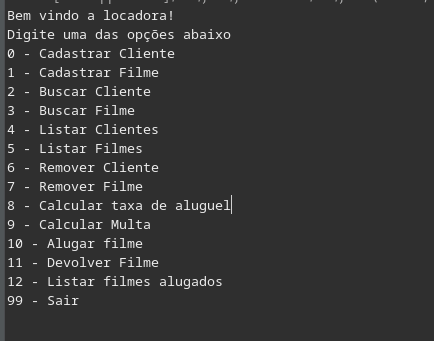 Bem vindo a locadora!
Digite uma das opções abaixo
0 - Cadastrar Cliente
1 - Cadastrar Filme
2 - Buscar Cliente
3 - Buscar Filme
4 - Listar Clientes
5 - Listar Filmes
6 - Remover Cliente
7 - Remover Filme
8 - Calcular taxa de aluguel
9 - Calcular Multa
10 - Alugar filme
11 - Devolver Filme
12 - Listar filmes alugados
99 - Sair